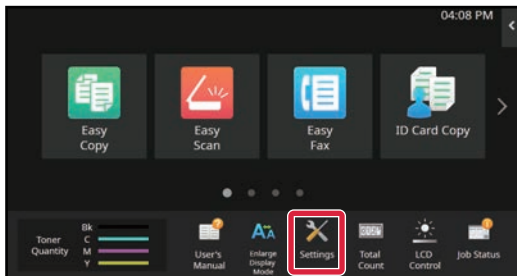 04:08 PM
Easy
Copy
Easy
Scan
Easy
Fax
ID Card Copy
Toner
Quantity
Bk
C
M
Y
User's
Manual
Enlarge
Display
Mode
Settings
Total
Count
LCD
Control
Job Status